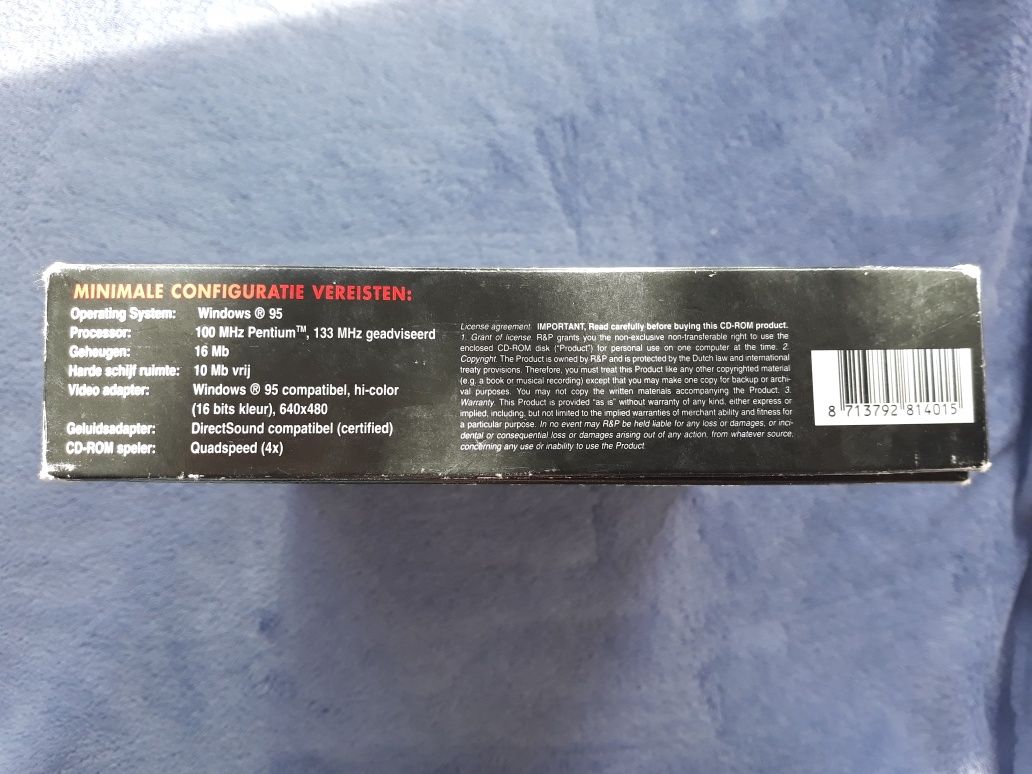 MINIMALE CONFIGURATIE VEREISTEN:
Operating System: Windows ® 95
Processor: 100 MHz Pentium™, 133 MHz geadviseerd
Geheugen: 16 Mb
Harde schijf ruimte: 10 Mb vrij
Video adapter: Windows ® 95 compatibel, hi-color
(16 bits kleur), 640x480
Geluidsadapter: DirectSound compatibel (certified)
CD-ROM speler: Quadspeed (4x)
License agreement IMPORTANT, Read carefully before buying this CD-ROM product.
1. Grant of license. R&P grants you the non-exclusive non-transferable right to use the
enclosed CD-ROM disk ("Product") for personal use on one computer at the time. 2.
Copyright. The Product is owned by R&P and is protected by the Dutch law and international
treaty provisions. Therefore, you must treat this Product like any other copyrighted material
(e.g. a book or musical recording) except that you may make one copy for backup or archi-
val purposes. You may not copy the written materials accompanying the Product. 3.
Warranty. This Product is provided "as is" without warranty of any kind, either express or
implied, including, but not limited to the implied warranties of merchant ability and fitness for
a particular purpose. In no event may R&P be held liable for any loss or damages, or inci-
dental or consequential loss or damages arising out of any action, from whatever source,
concerning any use or inability to use the Product.
8 713792 814015